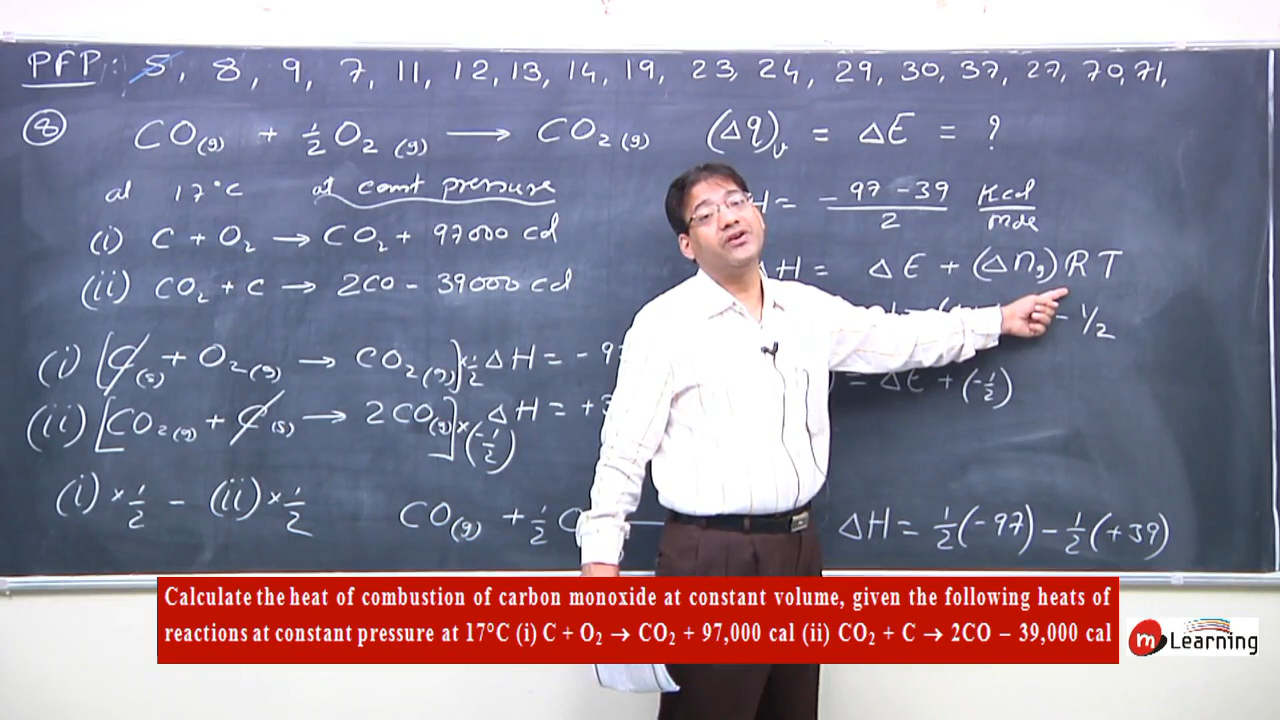 PFP : 5, 8, 9, 7, 11, 12, 13, 14, 19, 23, 24, 29, 30, 37, 27, 70, 71,
⑧ CO(g) + 1/2 O2 (g) ⟶ CO2 (g) (Δq)v = ΔE = ?
at 17°C at const pressure
H = (-97 - 39)/2 Kcal/mole
(i) C + O2 → CO2 + 97000 cal
ΔH = ΔE + (Δng) RT
(ii) CO2 + C → 2CO - 39000 cal
- 1/2
(i) [C(s) + O2(g) → CO2(g)] × 1/2 ΔH = - 9
= ΔE + (-1/2)
(ii) [CO2(g) + C(s) → 2CO(g)] × (-1/2) ΔH = +3
(i) × 1/2 - (ii) × 1/2 CO(g) + 1/2 ΔH = 1/2 (-97) - 1/2 (+39)
Calculate the heat of combustion of carbon monoxide at constant volume, given the following heats of
reactions at constant pressure at 17°C (i) C + O2 → CO2 + 97,000 cal (ii) CO2 + C → 2CO – 39,000 cal
m Learning